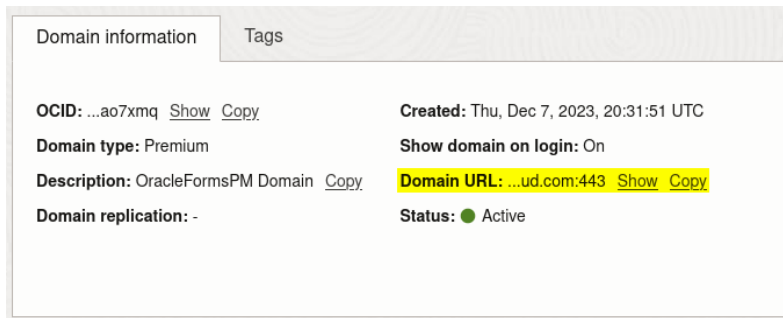 Domain information
Tags
OCID: ...ao7xmq Show Copy
Created: Thu, Dec 7, 2023, 20:31:51 UTC
Domain type: Premium
Show domain on login: On
Description: OracleFormsPM Domain Copy
Domain URL: ...ud.com:443 Show Copy
Domain replication: -
Status: Active